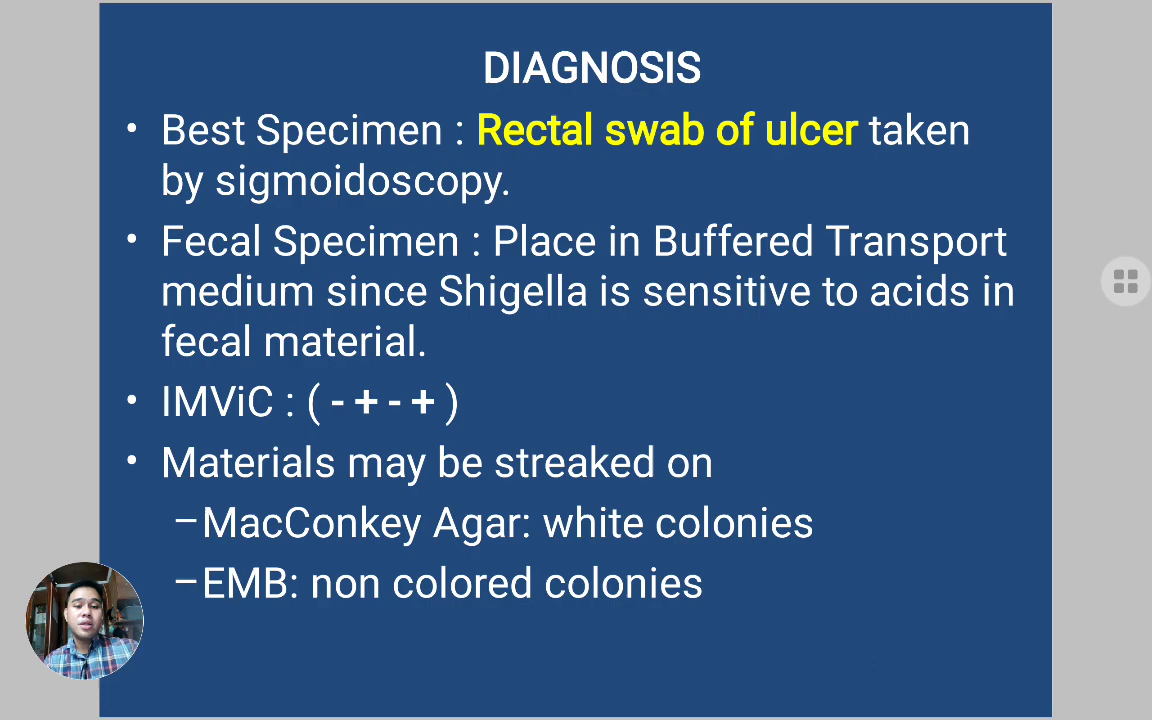 DIAGNOSIS
• Best Specimen : Rectal swab of ulcer taken
by sigmoidoscopy.
• Fecal Specimen : Place in Buffered Transport
medium since Shigella is sensitive to acids in
fecal material.
• IMViC : ( - + - + )
• Materials may be streaked on
–MacConkey Agar: white colonies
–EMB: non colored colonies